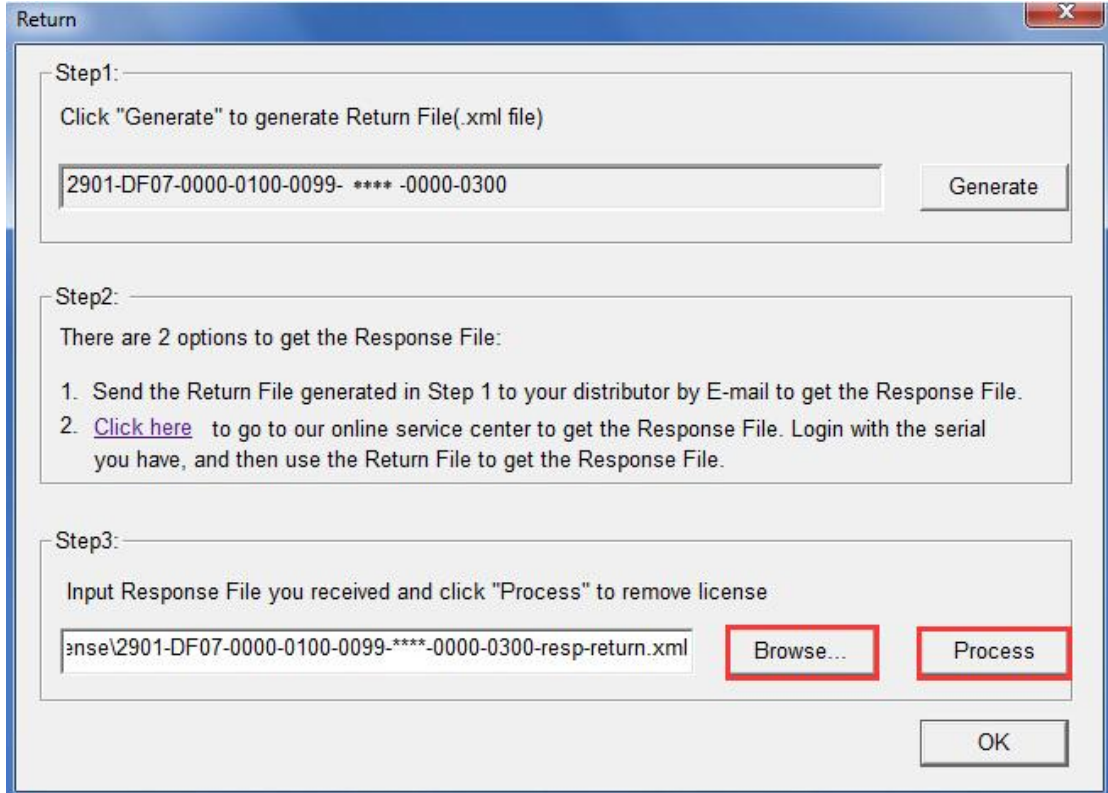 Return
Step1:
Click "Generate" to generate Return File(.xml file)
2901-DF07-0000-0100-0099- **** -0000-0300
Generate
Step2:
There are 2 options to get the Response File:
1. Send the Return File generated in Step 1 to your distributor by E-mail to get the Response File.
2. Click here to go to our online service center to get the Response File. Login with the serial
you have, and then use the Return File to get the Response File.
Step3:
Input Response File you received and click "Process" to remove license
ense\2901-DF07-0000-0100-0099-****-0000-0300-resp-return.xml
Browse...
Process
OK